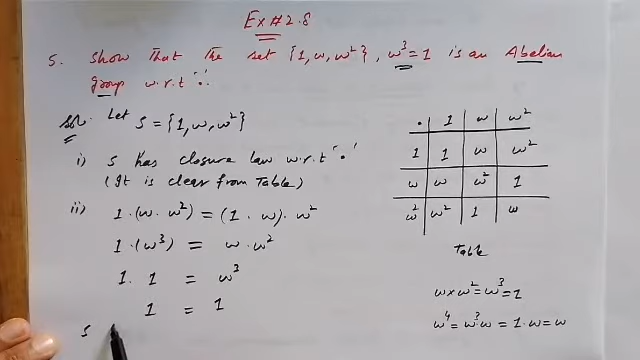 Ex#2.8
5. Show that the set {1, ω, ω²}, ω³=1 is an Abelian
group w.r.t '·'
Sol. Let S = {1, ω, ω²}
i) S has closure law w.r.t '·'
(It is clear from Table)
ii) 1·(ω·ω²) = (1·ω)·ω²
1·(ω³) = ω·ω²
1·1 = ω³
1 = 1
S
· 1 ω ω²
1 1 ω ω²
ω ω ω² 1
ω² ω² 1 ω
Table
ω×ω²=ω³=1
ω⁴=ω³·ω=1·ω=ω